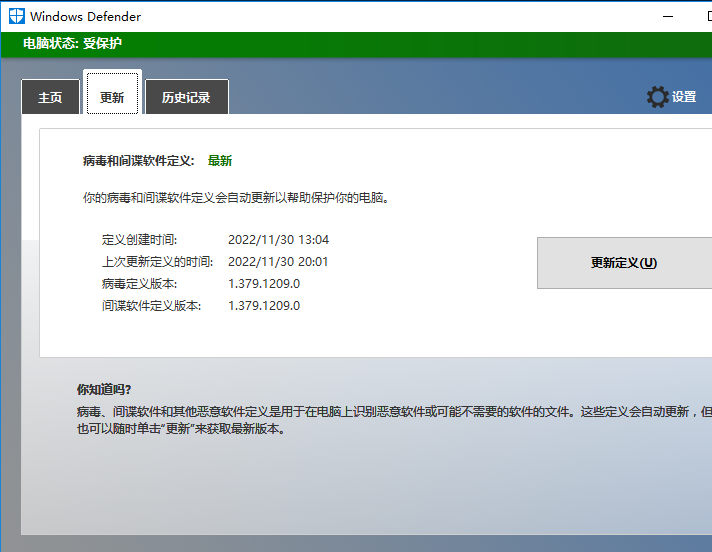 Windows Defender
电脑状态: 受保护
主页 更新 历史记录 设置
病毒和间谍软件定义: 最新
你的病毒和间谍软件定义会自动更新以帮助保护你的电脑。
定义创建时间: 2022/11/30 13:04
上次更新定义的时间: 2022/11/30 20:01
病毒定义版本: 1.379.1209.0
间谍软件定义版本: 1.379.1209.0
更新定义(U)
你知道吗?
病毒、间谍软件和其他恶意软件定义是用于在电脑上识别恶意软件或可能不需要的软件的文件。这些定义会自动更新，但
也可以随时单击"更新"来获取最新版本。